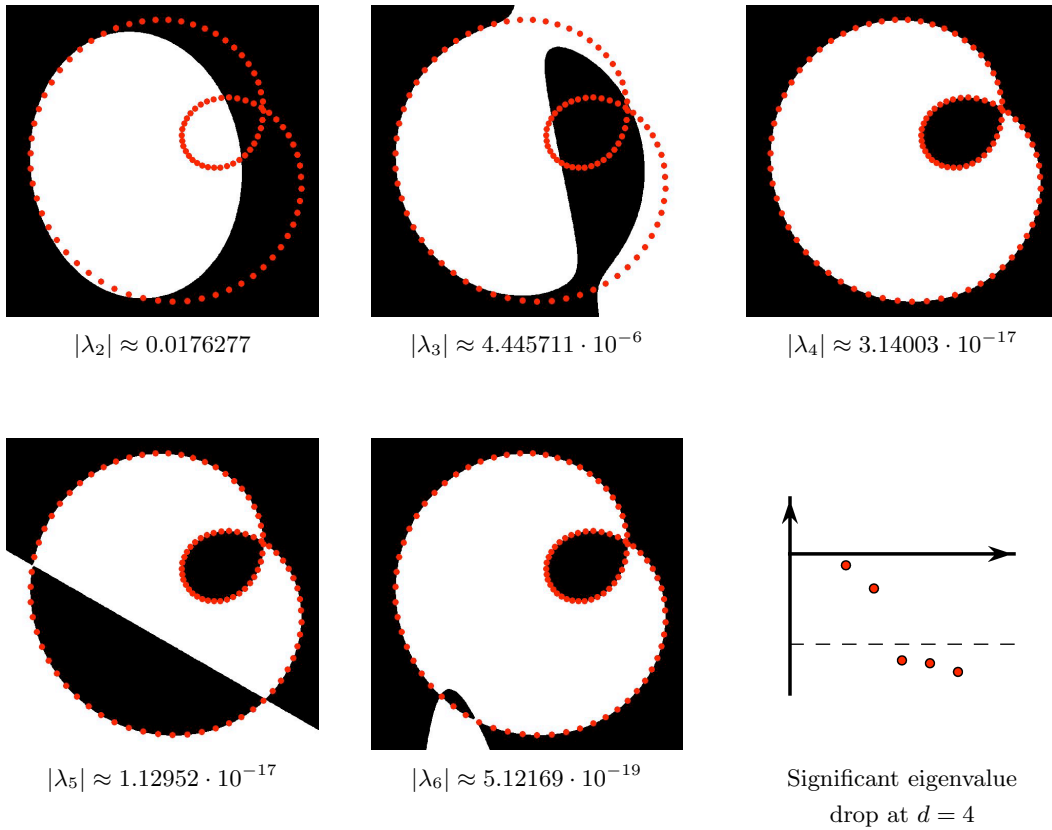 |λ₂| ≈ 0.0176277
|λ₃| ≈ 4.445711 · 10⁻⁶
|λ₄| ≈ 3.14003 · 10⁻¹⁷
|λ₅| ≈ 1.12952 · 10⁻¹⁷
|λ₆| ≈ 5.12169 · 10⁻¹⁹
Significant eigenvalue
drop at d = 4